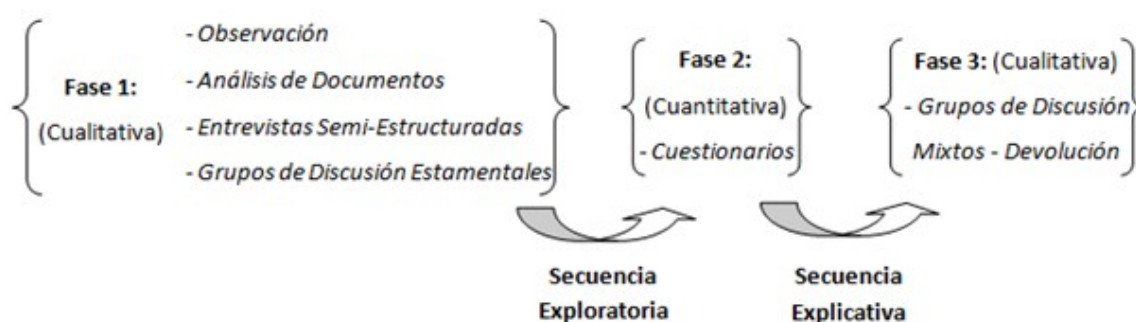 Fase 1:
(Cualitativa)
- Observación
- Análisis de Documentos
- Entrevistas Semi-Estructuradas
- Grupos de Discusión Estamentales
Fase 2:
(Cuantitativa)
- Cuestionarios
Fase 3: (Cualitativa)
- Grupos de Discusión
Mixtos - Devolución
Secuencia
Exploratoria
Secuencia
Explicativa